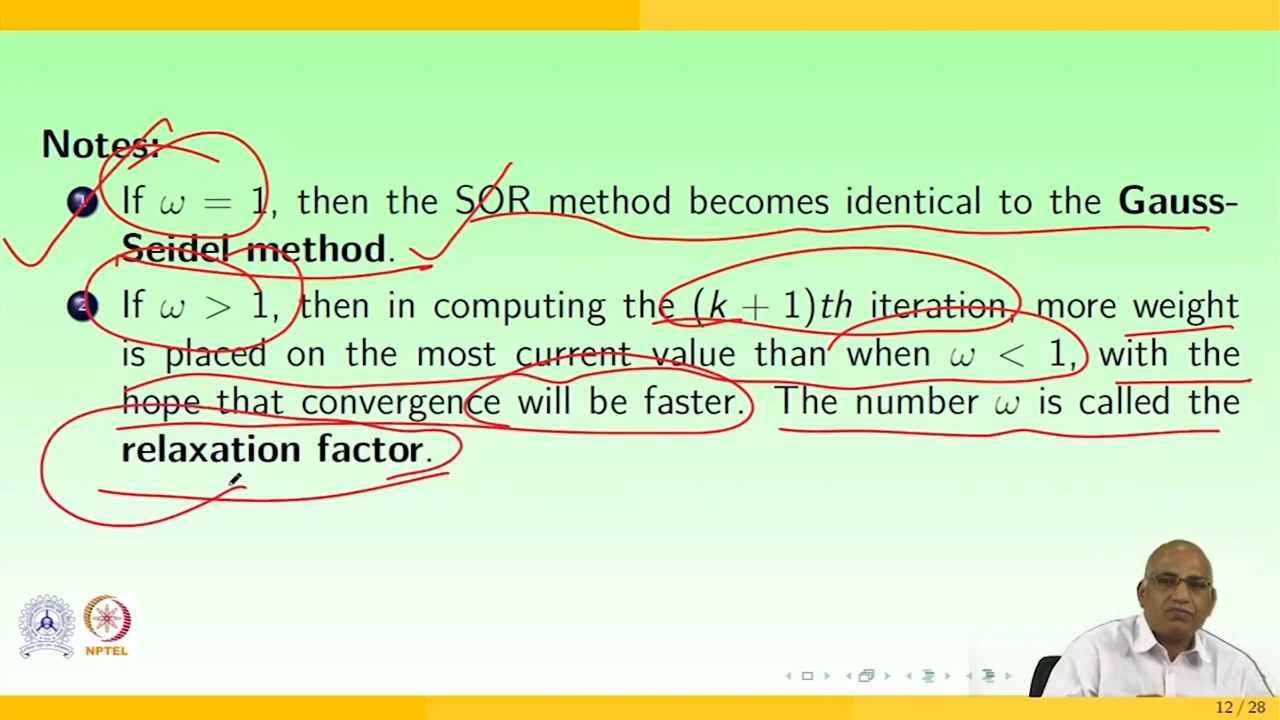 Notes:
1 If ω = 1, then the SOR method becomes identical to the Gauss-
Seidel method.
2 If ω > 1, then in computing the (k + 1)th iteration, more weight
is placed on the most current value than when ω < 1, with the
hope that convergence will be faster. The number ω is called the
relaxation factor.
NPTEL
12 / 28